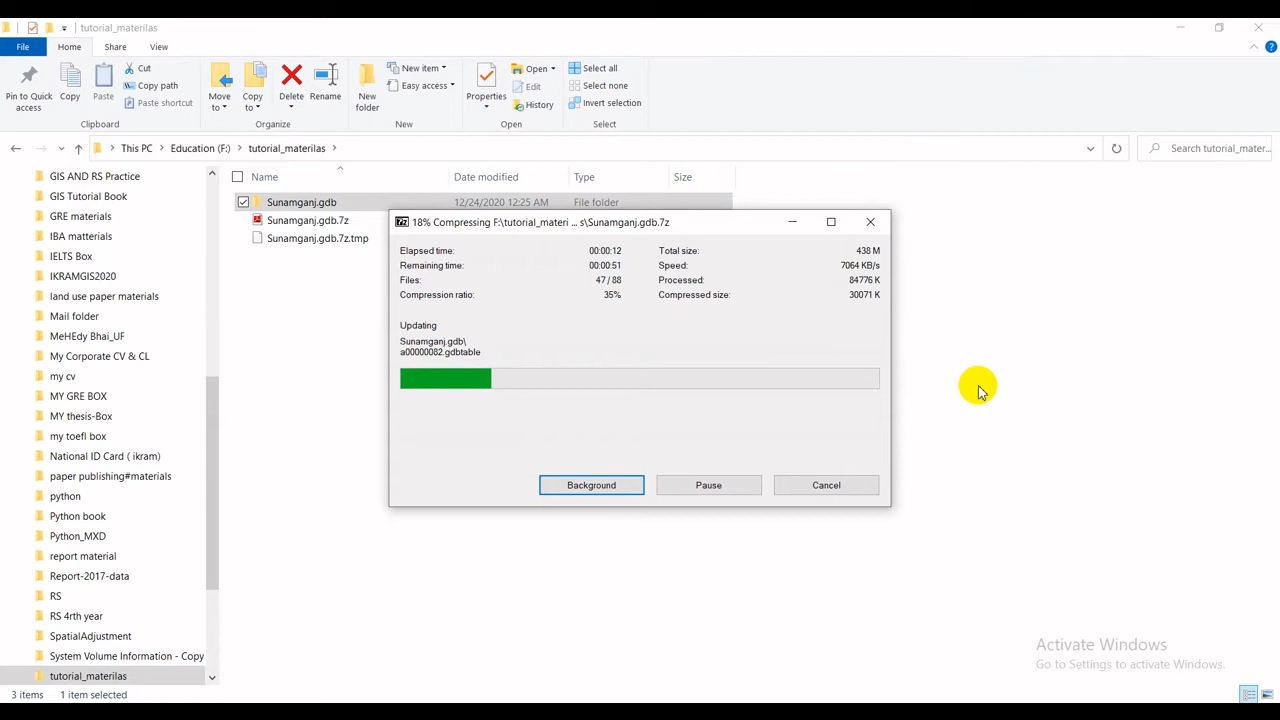 tutorial_materilas
File Home Share View
Pin to Quick access
Copy
Paste
Cut
Copy path
Paste shortcut
Clipboard
Move to
Copy to
Delete
Rename
Organize
New folder
New item
Easy access
New
Properties
Open
Edit
History
Open
Select all
Select none
Invert selection
Select
This PC > Education (F:) > tutorial_materilas >
Search tutorial_mater...
GIS AND RS Practice
GIS Tutorial Book
GRE materials
IBA matterials
IELTS Box
IKRAMGIS2020
land use paper materials
Mail folder
MeHEdy Bhai_UF
My Corporate CV & CL
my cv
MY GRE BOX
MY thesis-Box
my toefl box
National ID Card ( ikram)
paper publishing#materials
python
Python book
Python_MXD
report material
Report-2017-data
RS
RS 4rth year
SpatialAdjustment
System Volume Information - Copy
tutorial_materilas
Name Date modified Type Size
Sunamganj.gdb 12/24/2020 12:25 AM File folder
Sunamganj.gdb.7z
Sunamganj.gdb.7z.tmp
18% Compressing F:\tutorial_materi ... s\Sunamganj.gdb.7z
Elapsed time: 00:00:12 Total size: 438 M
Remaining time: 00:00:51 Speed: 7064 KB/s
Files: 47 / 88 Processed: 84776 K
Compression ratio: 35% Compressed size: 30071 K
Updating
Sunamganj.gdb\
a00000082.gdbtable
Background Pause Cancel
Activate Windows
Go to Settings to activate Windows.
3 items 1 item selected